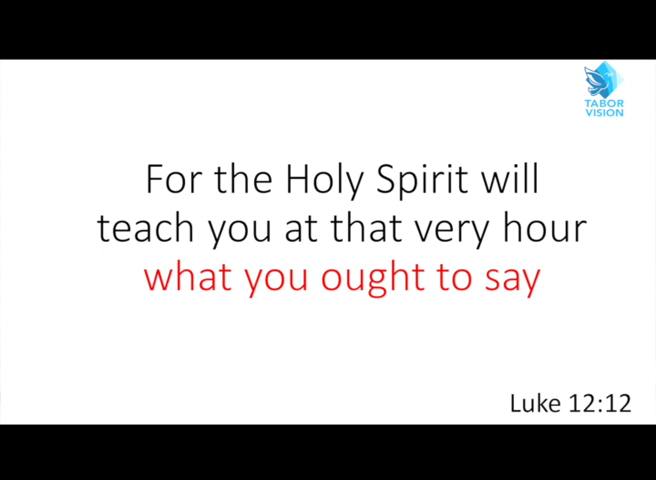 TABOR
VISION
For the Holy Spirit will
teach you at that very hour
what you ought to say
Luke 12:12